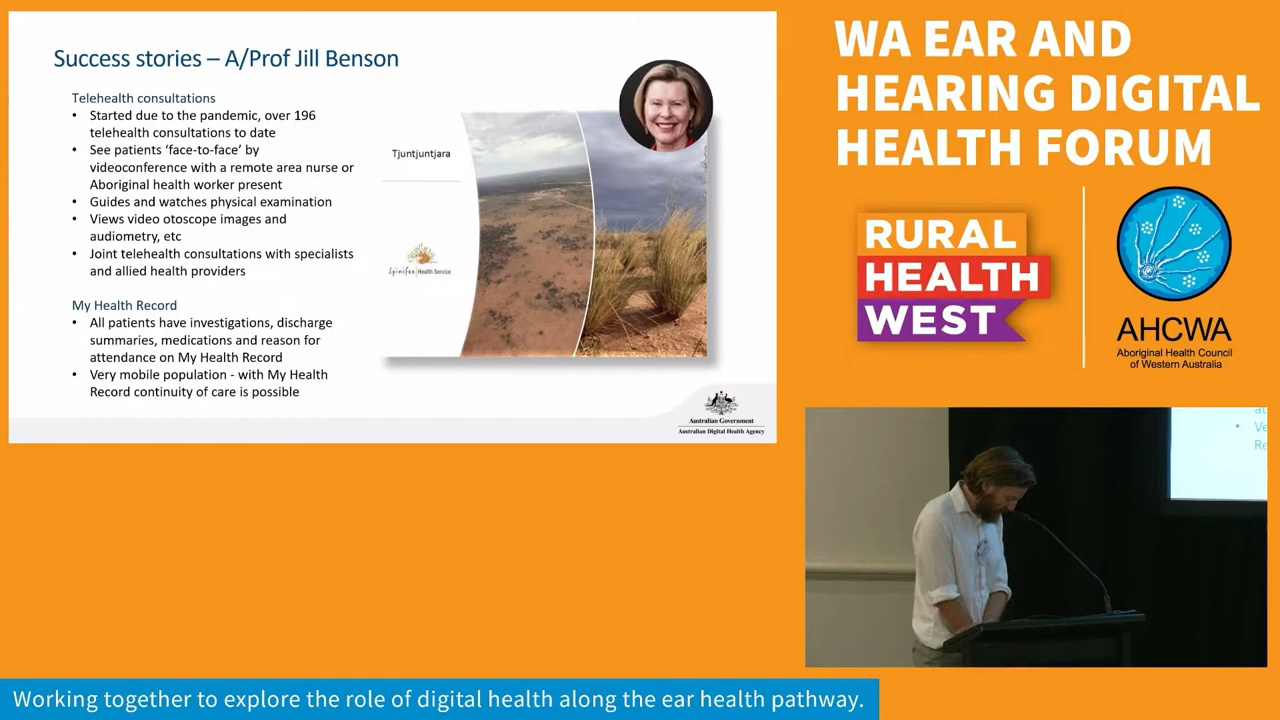 Success stories – A/Prof Jill Benson
Telehealth consultations
• Started due to the pandemic, over 196
telehealth consultations to date
• See patients ‘face-to-face’ by
videoconference with a remote area nurse or
Aboriginal health worker present
• Guides and watches physical examination
• Views video otoscope images and
audiometry, etc
• Joint telehealth consultations with specialists
and allied health providers
My Health Record
• All patients have investigations, discharge
summaries, medications and reason for
attendance on My Health Record
• Very mobile population - with My Health
Record continuity of care is possible
Tjuntjuntjara
Spinifex Health Service
Australian Government
Australian Digital Health Agency
WA EAR AND
HEARING DIGITAL
HEALTH FORUM
RURAL
HEALTH
WEST
AHCWA
Aboriginal Health Council
of Western Australia
• Ve
Re
Working together to explore the role of digital health along the ear health pathway.